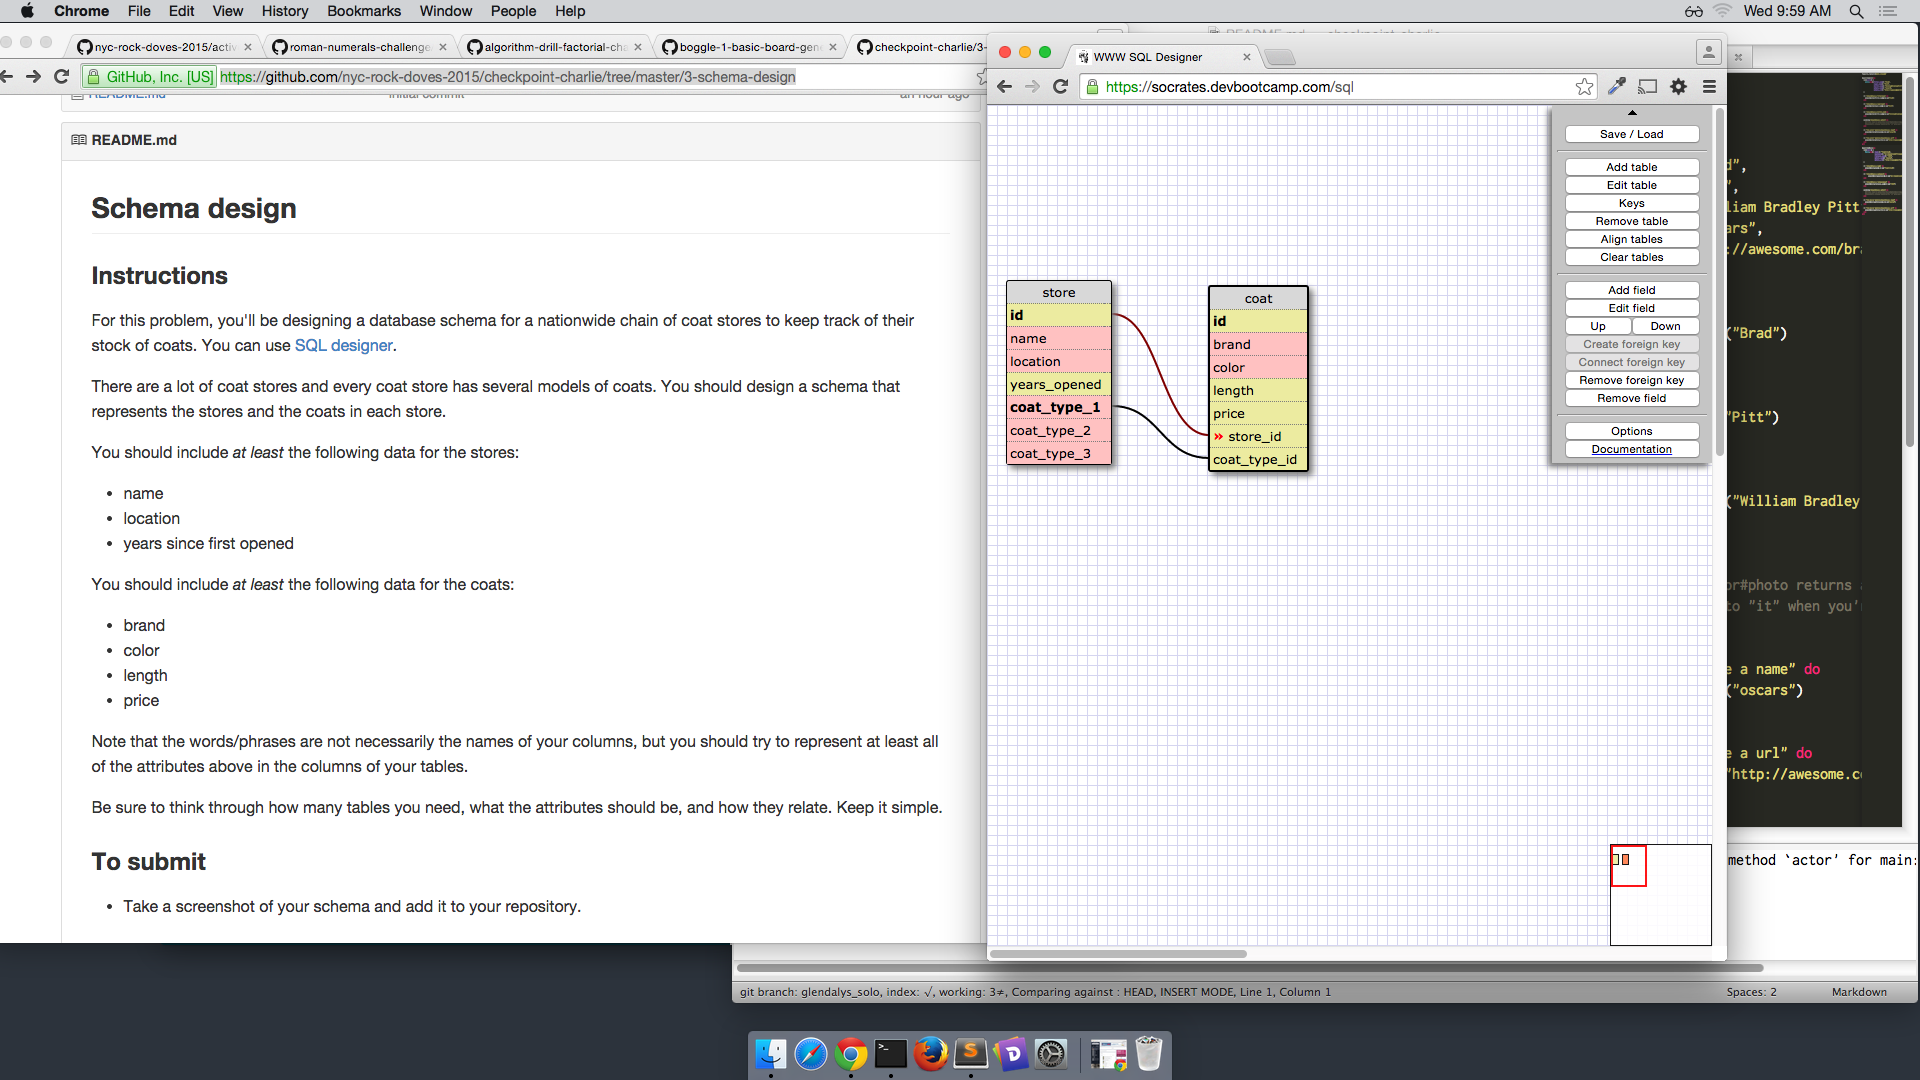 Chrome File Edit View History Bookmarks Window People Help
Wed 9:59 AM
nyc-rock-doves-2015/activ
roman-numerals-challenge
algorithm-drill-factorial-cha
boggle-1-basic-board-gene
checkpoint-charlie/3-
GitHub, Inc. [US] https://github.com/nyc-rock-doves-2015/checkpoint-charlie/tree/master/3-schema-design
README.md
Schema design
Instructions
For this problem, you'll be designing a database schema for a nationwide chain of coat stores to keep track of their
stock of coats. You can use SQL designer.
There are a lot of coat stores and every coat store has several models of coats. You should design a schema that
represents the stores and the coats in each store.
You should include at least the following data for the stores:
• name
• location
• years since first opened
You should include at least the following data for the coats:
• brand
• color
• length
• price
Note that the words/phrases are not necessarily the names of your columns, but you should try to represent at least all
of the attributes above in the columns of your tables.
Be sure to think through how many tables you need, what the attributes should be, and how they relate. Keep it simple.
To submit
• Take a screenshot of your schema and add it to your repository.
WWW SQL Designer
https://socrates.devbootcamp.com/sql
store
id
name
location
years_opened
coat_type_1
coat_type_2
coat_type_3
coat
id
brand
color
length
price
» store_id
coat_type_id
Save / Load
Add table
Edit table
Keys
Remove table
Align tables
Clear tables
Add field
Edit field
Up Down
Create foreign key
Connect foreign key
Remove foreign key
Remove field
Options
Documentation
liam Bradley Pitt
ars",
://awesome.com/br
("Brad")
"Pitt")
("William Bradley
or#photo returns
to "it" when you'
e a name" do
("oscars")
e a url" do
"http://awesome.c
method `actor' for main:
git branch: glendalys_solo, index: √, working: 3≠, Comparing against : HEAD, INSERT MODE, Line 1, Column 1
Spaces: 2
Markdown